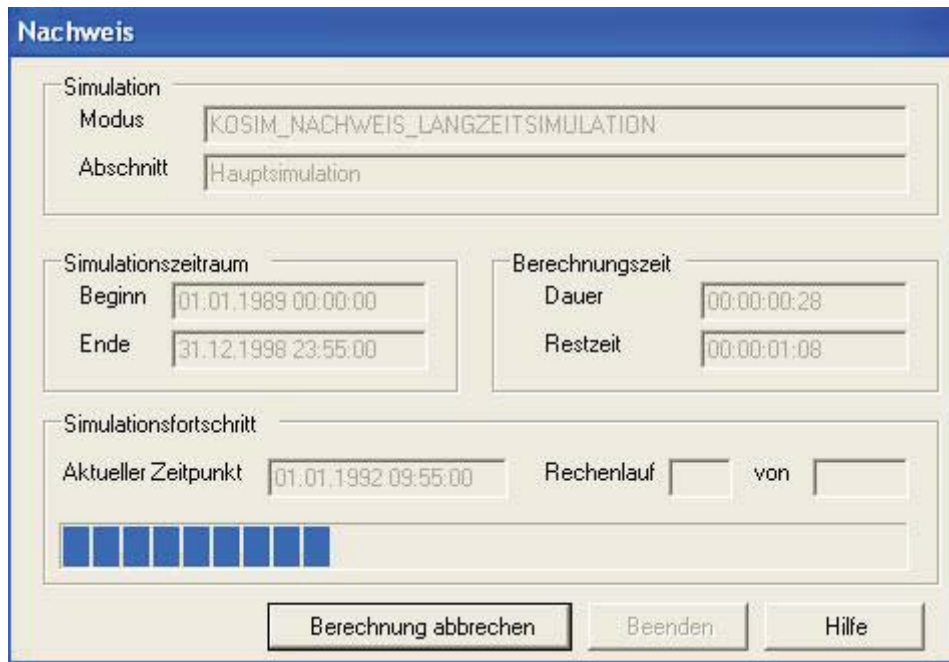 Nachweis
Simulation
Modus KOSIM_NACHWEIS_LANGZEITSIMULATION
Abschnitt Hauptsimulation
Simulationszeitraum
Beginn 01.01.1989 00:00:00
Ende 31.12.1998 23:55:00
Berechnungszeit
Dauer 00:00:00:28
Restzeit 00:00:01:08
Simulationsfortschritt
Aktueller Zeitpunkt 01.01.1992 09:55:00 Rechenlauf von
Berechnung abbrechen Beenden Hilfe